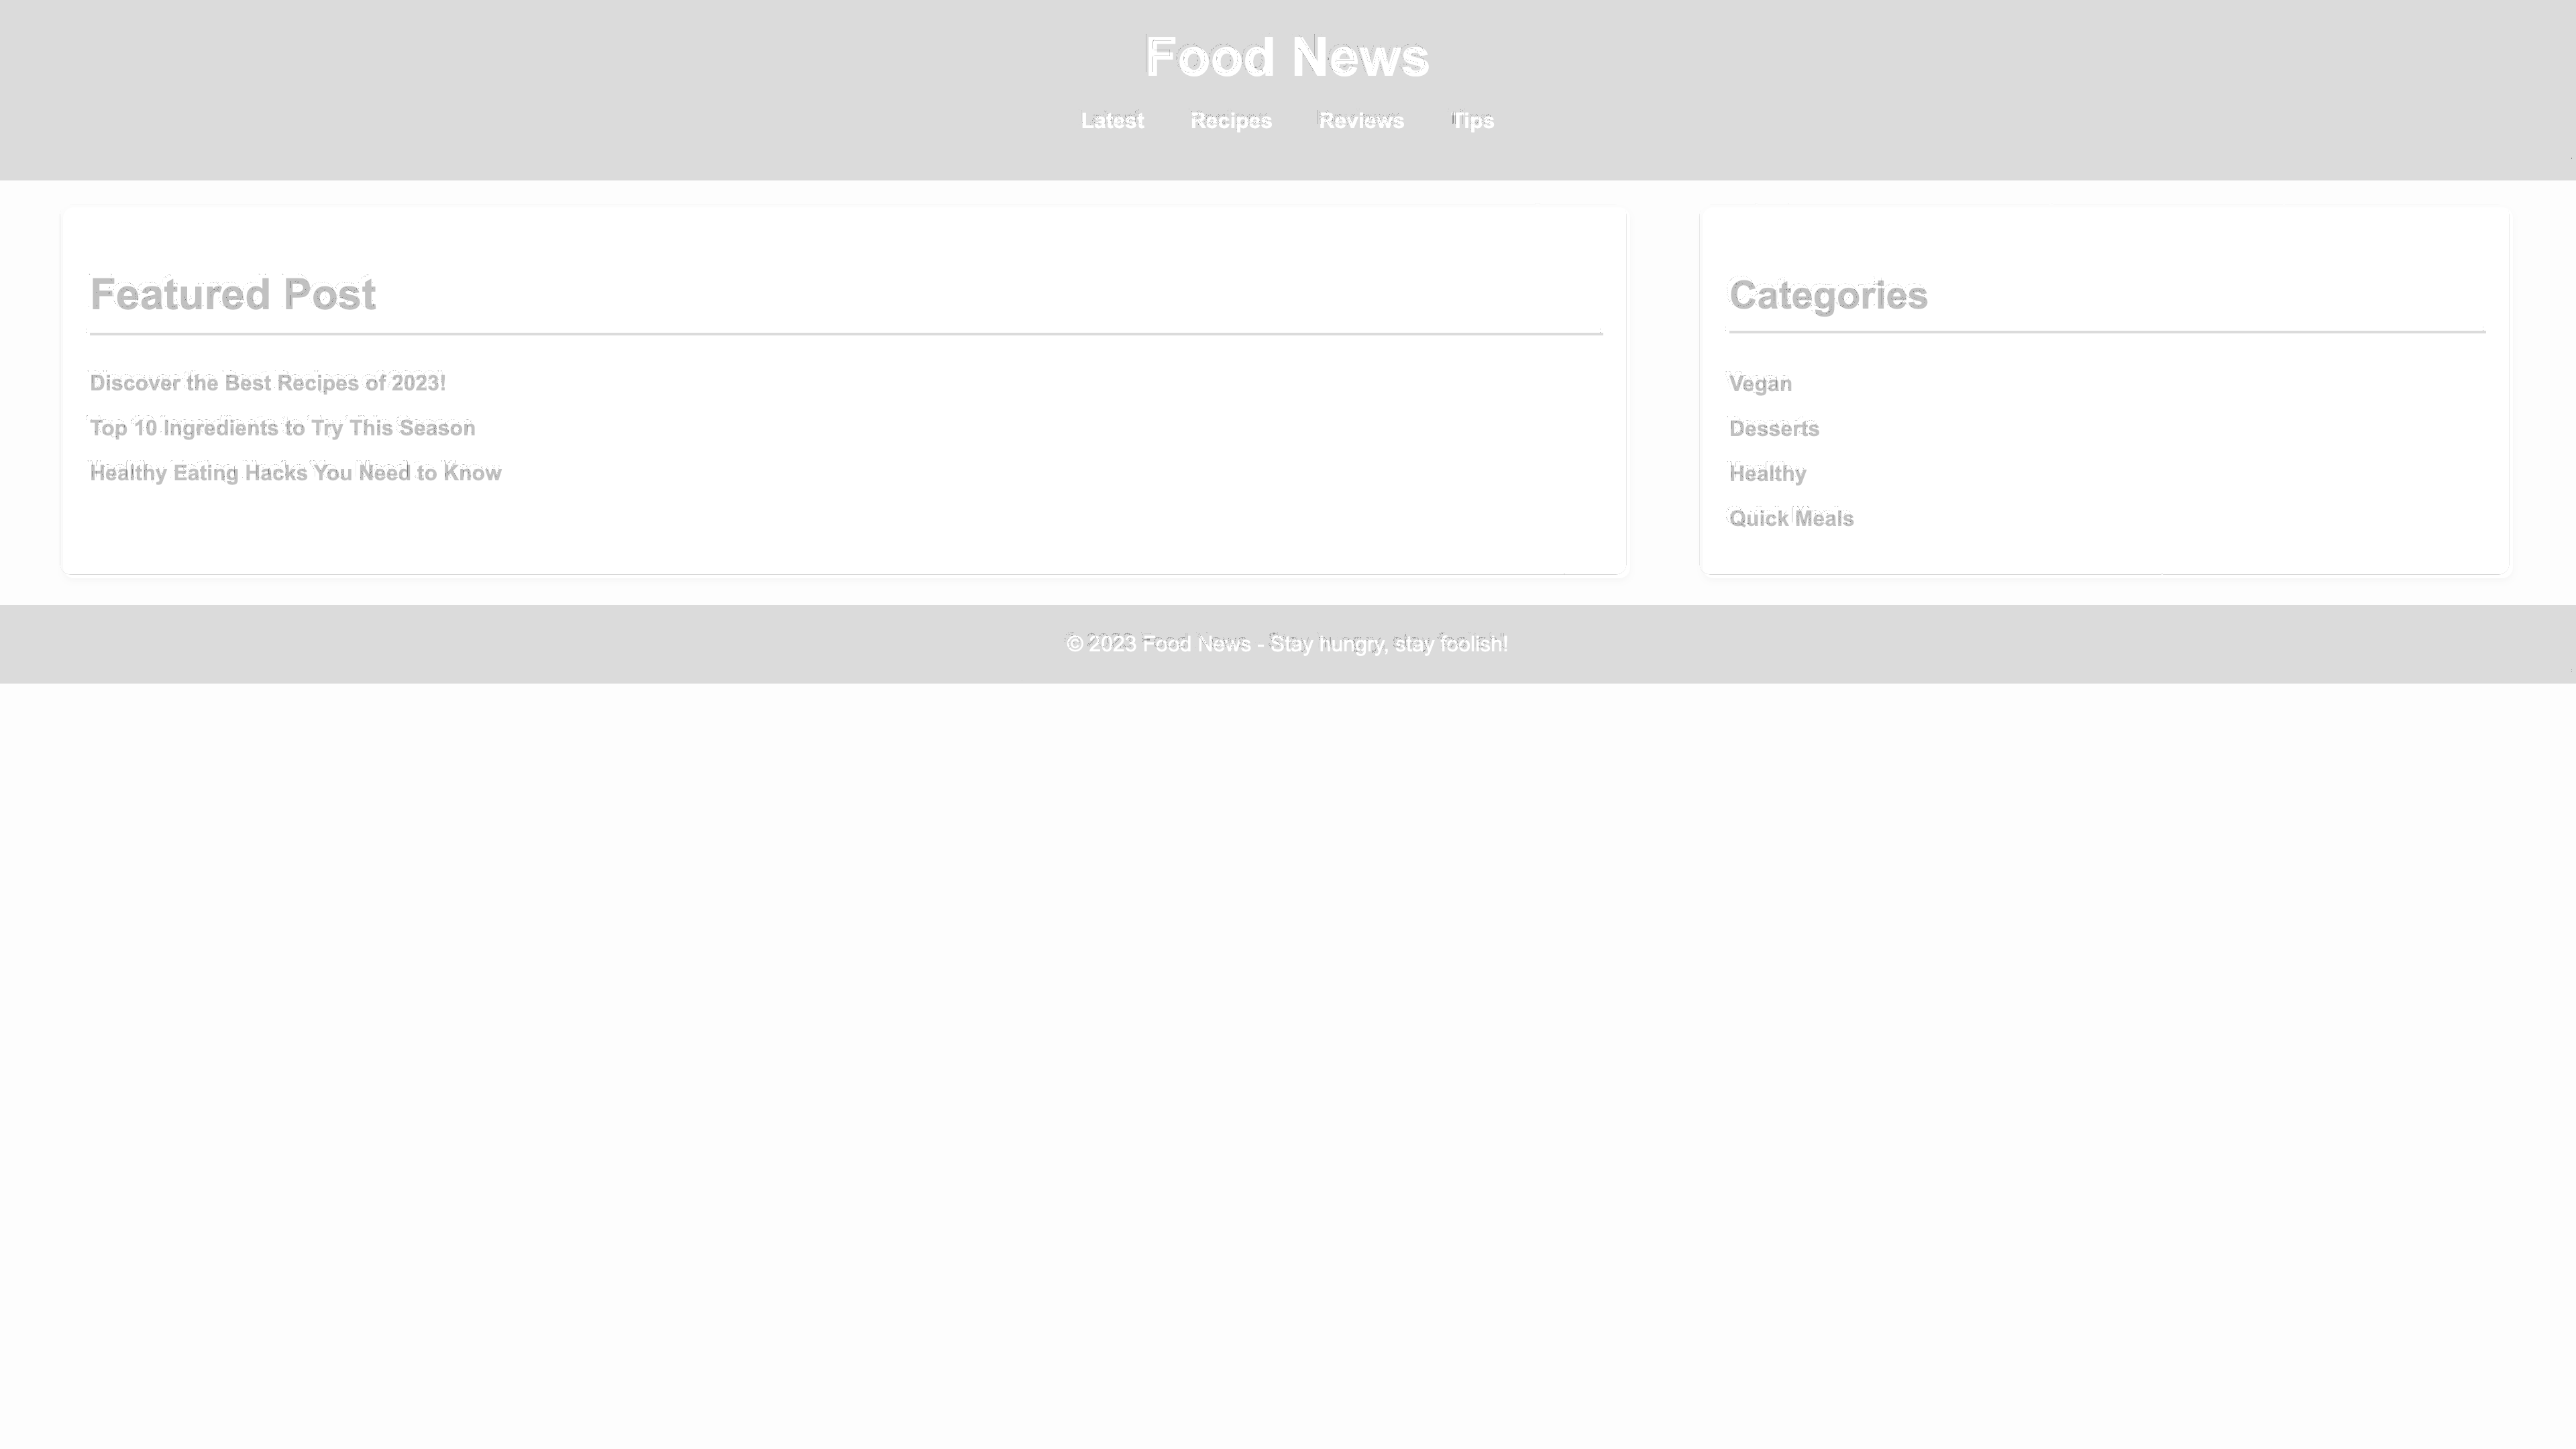 Food News
Latest Recipes Reviews Tips
Featured Post
Discover the Best Recipes of 2023!
Top 10 Ingredients to Try This Season
Healthy Eating Hacks You Need to Know
Categories
Vegan
Desserts
Healthy
Quick Meals
© 2023 Food News - Stay hungry, stay foolish!